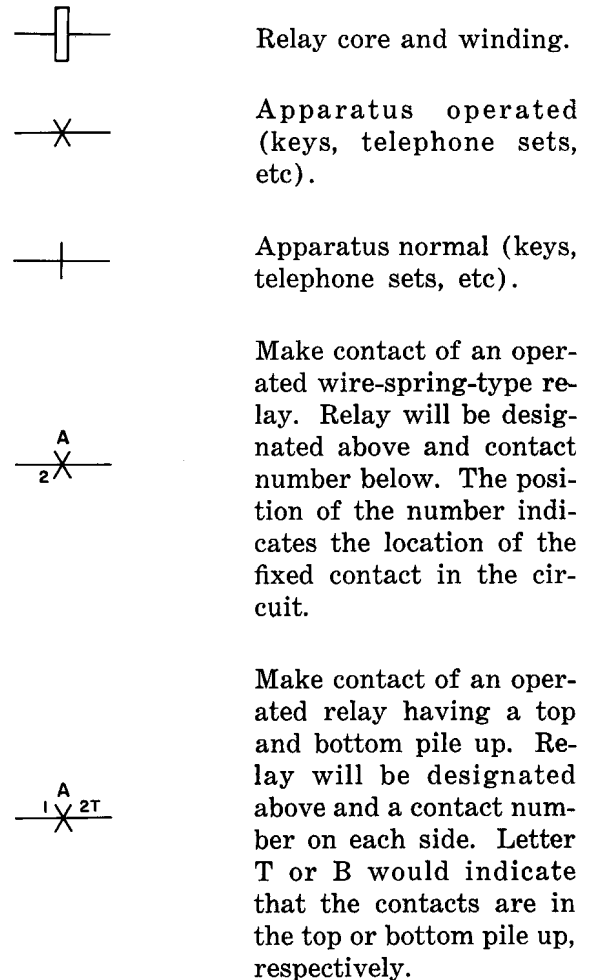 Relay core and winding.
Apparatus operated
(keys, telephone sets,
etc).
Apparatus normal (keys,
telephone sets, etc).
Make contact of an oper-
ated wire-spring-type re-
lay. Relay will be desig-
nated above and contact
number below. The posi-
tion of the number indi-
cates the location of the
fixed contact in the cir-
cuit.
A
2
Make contact of an oper-
ated relay having a top
and bottom pile up. Re-
lay will be designated
above and a contact num-
ber on each side. Letter
T or B would indicate
that the contacts are in
the top or bottom pile up,
respectively.
A
1 2T